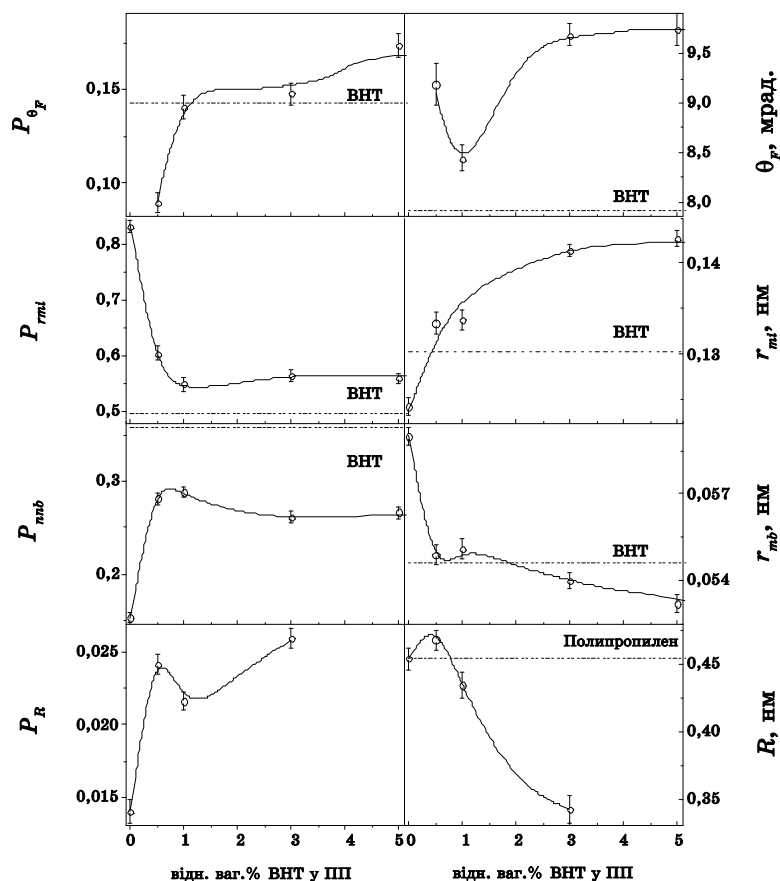 P_θF
0,15
0,10
ВНТ
9,5
9,0
8,5
8,0
ВНТ
θ_F, мрад.
P_rmi
0,8
0,7
0,6
0,5
ВНТ
0,14
0,18
ВНТ
r_mi, нм
P_nnb
0,3
0,2
ВНТ
0,057
0,054
ВНТ
r_mb, нм
P_R
0,025
0,020
0,015
Полипропилен
0,45
0,40
0,85
R, нм
0 1 2 3 4 5
0 1 2 3 4 5
відн. ваг.% ВНТ у ПП
відн. ваг.% ВНТ у ПП